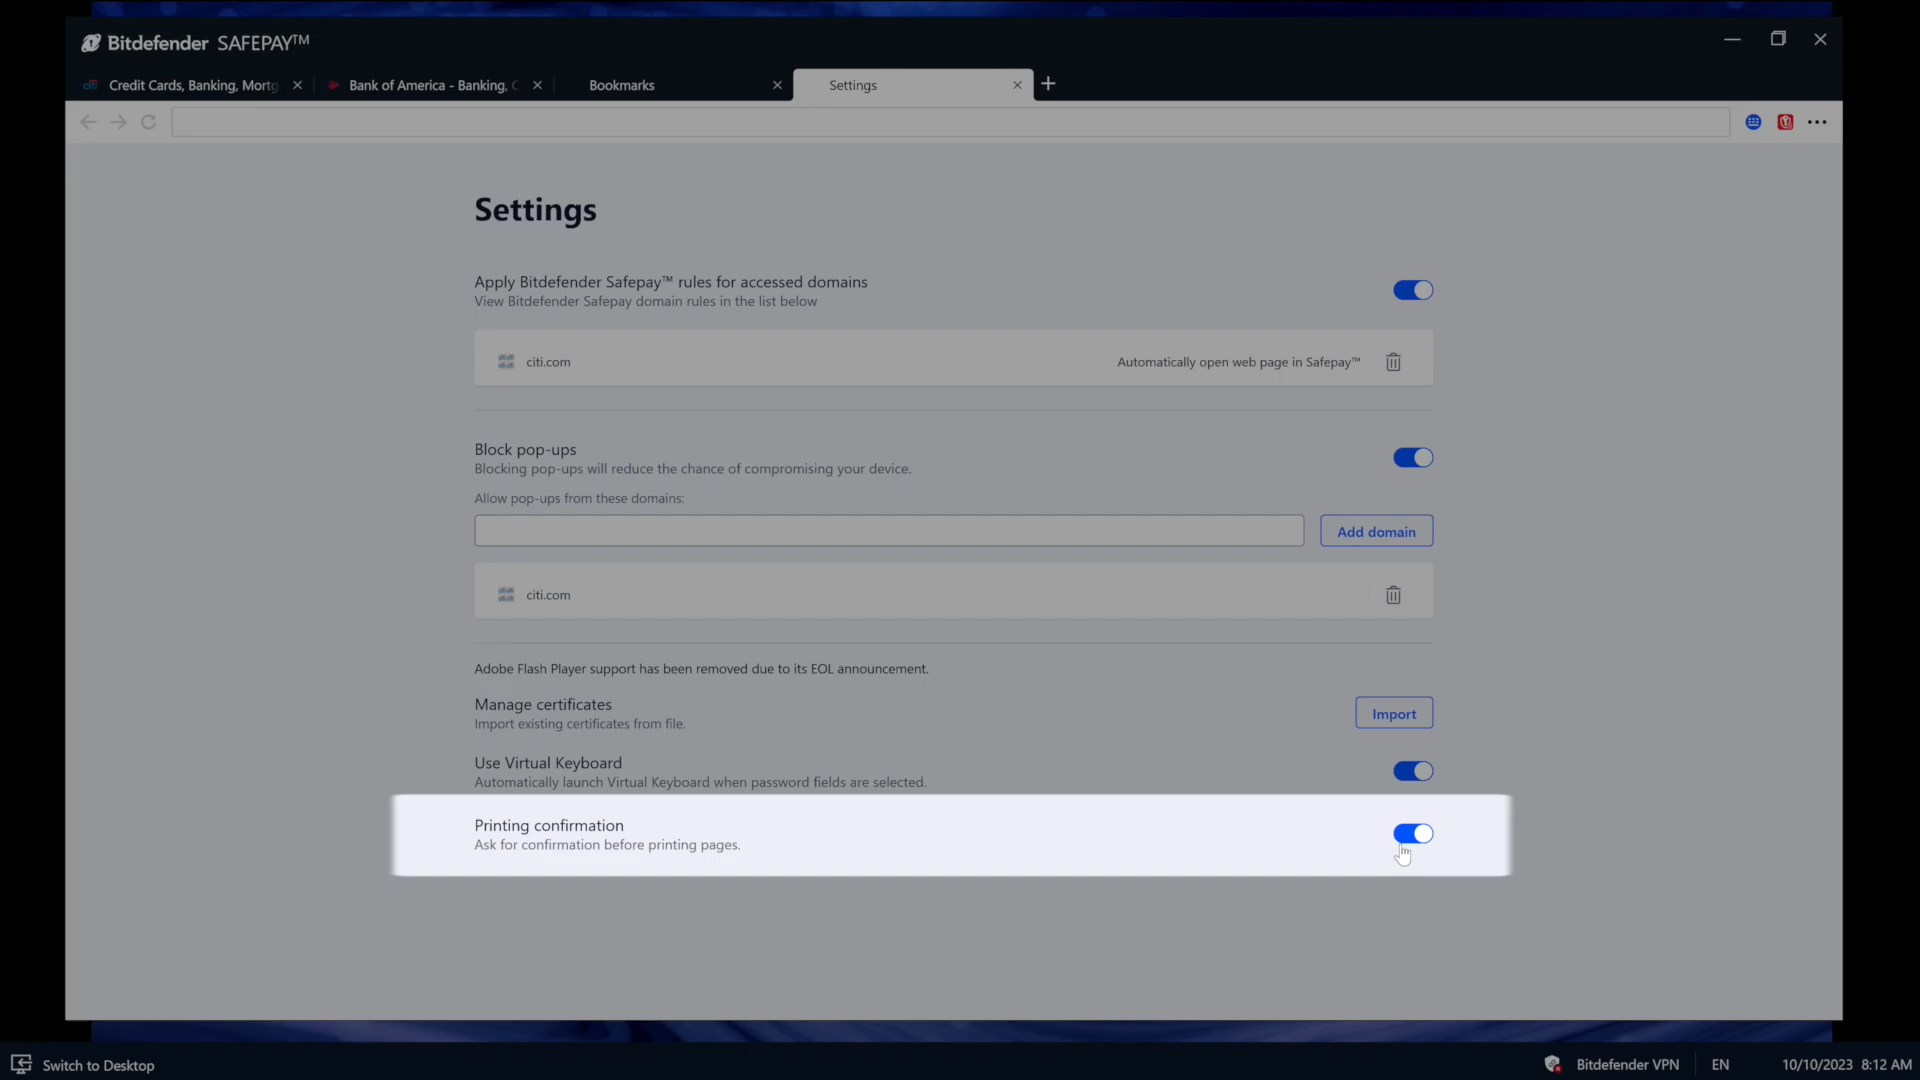 Bitdefender SAFEPAY™
Credit Cards, Banking, Mortg
Bank of America - Banking, C
Bookmarks
Settings
Settings
Apply Bitdefender Safepay™ rules for accessed domains
View Bitdefender Safepay domain rules in the list below
citi.com
Automatically open web page in Safepay™
Block pop-ups
Blocking pop-ups will reduce the chance of compromising your device.
Allow pop-ups from these domains:
Add domain
citi.com
Adobe Flash Player support has been removed due to its EOL announcement.
Manage certificates
Import existing certificates from file.
Import
Use Virtual Keyboard
Automatically launch Virtual Keyboard when password fields are selected.
Printing confirmation
Ask for confirmation before printing pages.
Switch to Desktop
Bitdefender VPN
EN
10/10/2023 8:12 AM